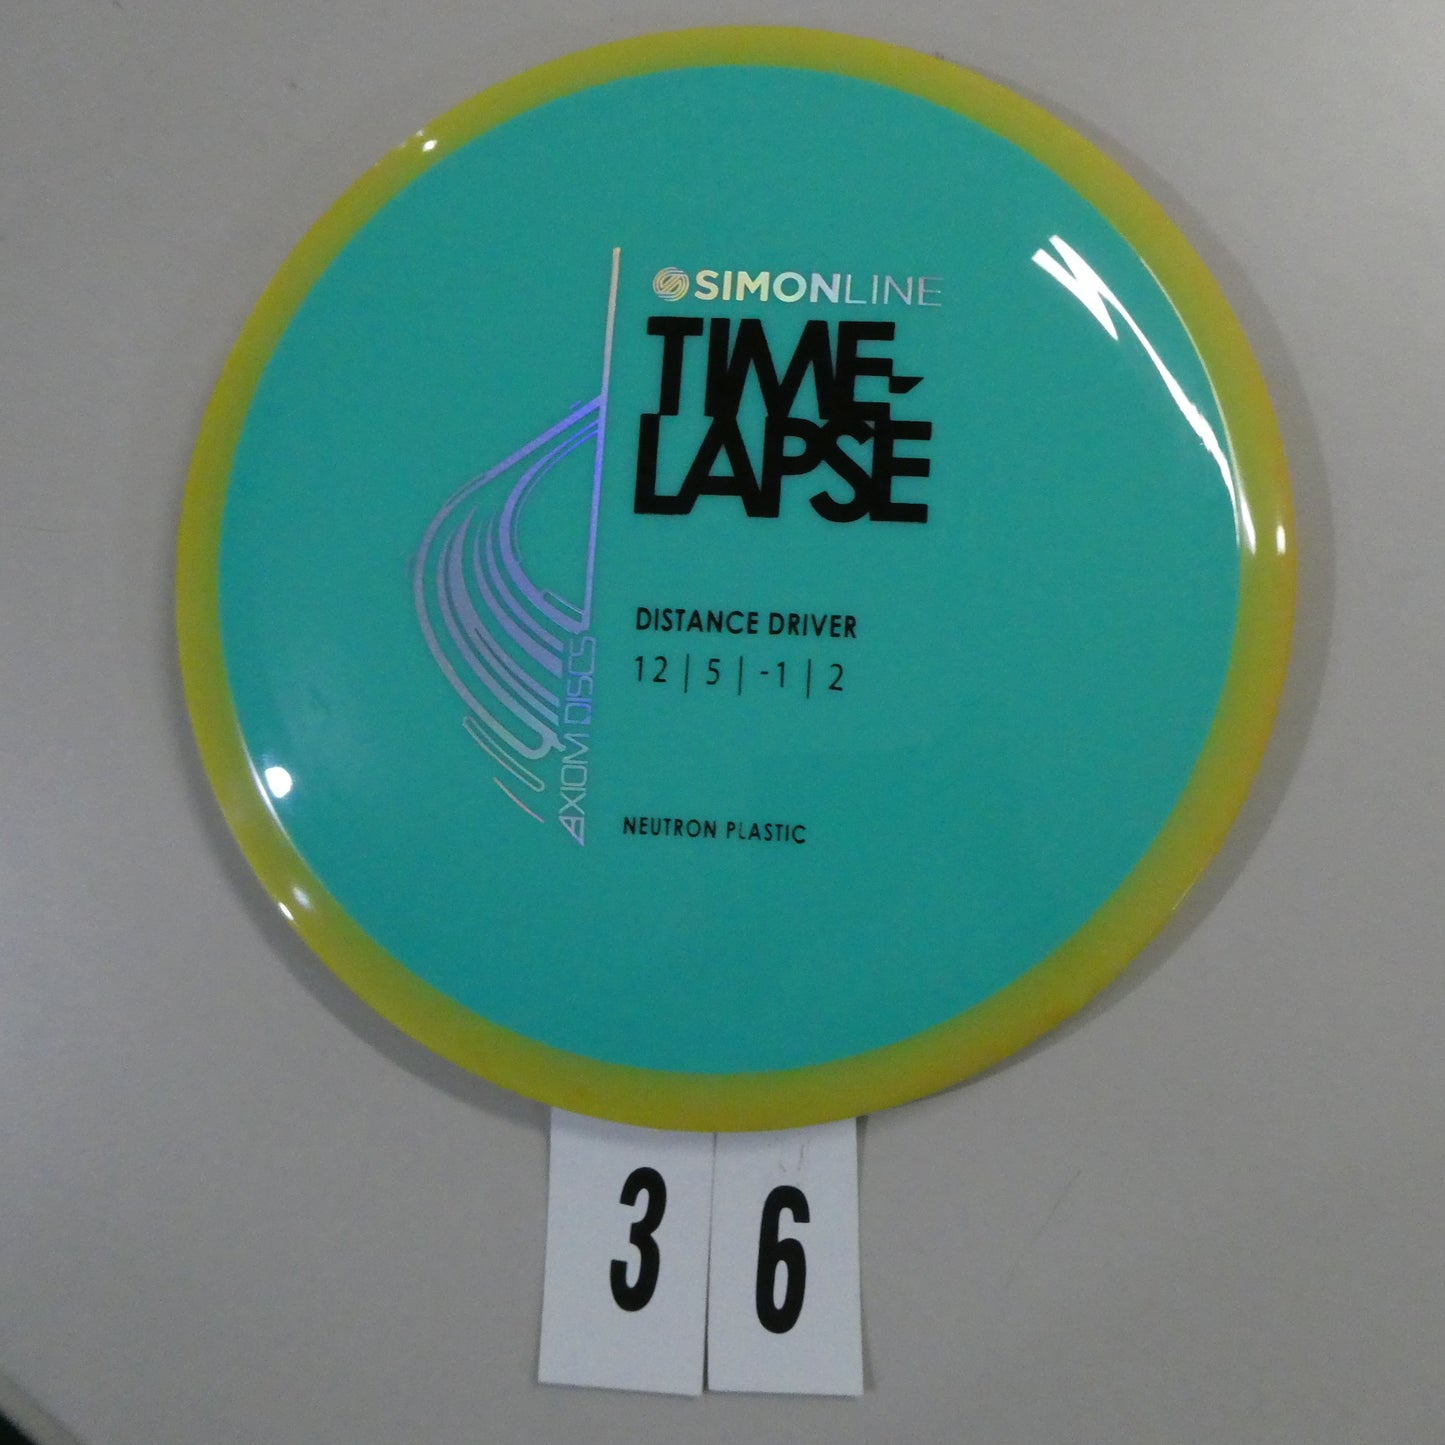 SIMONLINE
TIME-
LAPSE
DISTANCE DRIVER
12 | 5 | -1 | 2
AXIOM DISCS
NEUTRON PLASTIC
3 6